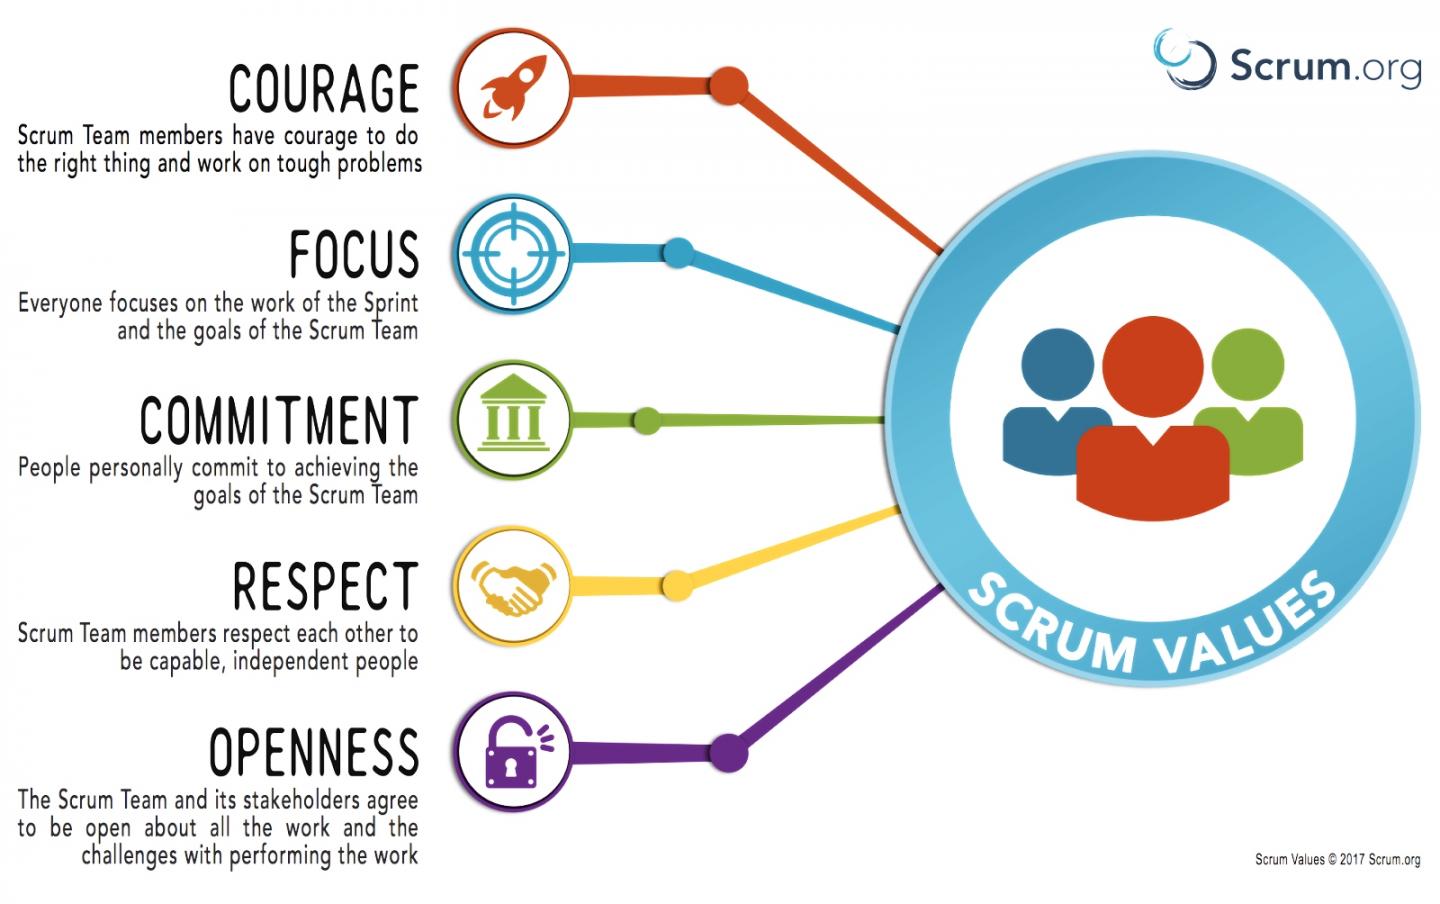 Scrum.org
COURAGE
Scrum Team members have courage to do
the right thing and work on tough problems
FOCUS
Everyone focuses on the work of the Sprint
and the goals of the Scrum Team
COMMITMENT
People personally commit to achieving the
goals of the Scrum Team
RESPECT
Scrum Team members respect each other to
be capable, independent people
OPENNESS
The Scrum Team and its stakeholders agree
to be open about all the work and the
challenges with performing the work
SCRUM VALUES
Scrum Values © 2017 Scrum.org